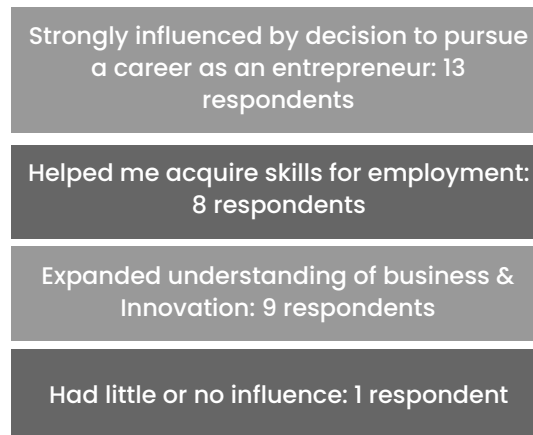 Strongly influenced by decision to pursue
a career as an entrepreneur: 13
respondents
Helped me acquire skills for employment:
8 respondents
Expanded understanding of business &
Innovation: 9 respondents
Had little or no influence: 1 respondent